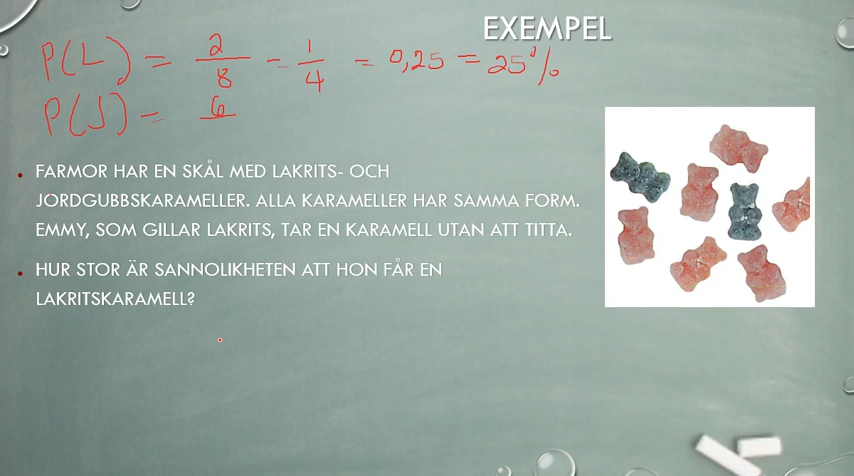 EXEMPEL
P(L) = 2/8 = 1/4 = 0,25 = 25%
P(J) = 6
• FARMOR HAR EN SKÅL MED LAKRITS- OCH
JORDGUBBSKARAMELLER. ALLA KARAMELLER HAR SAMMA FORM.
EMMY, SOM GILLAR LAKRITS, TAR EN KARAMELL UTAN ATT TITTA.
• HUR STOR ÄR SANNOLIKHETEN ATT HON FÅR EN
LAKRITSKARAMELL?